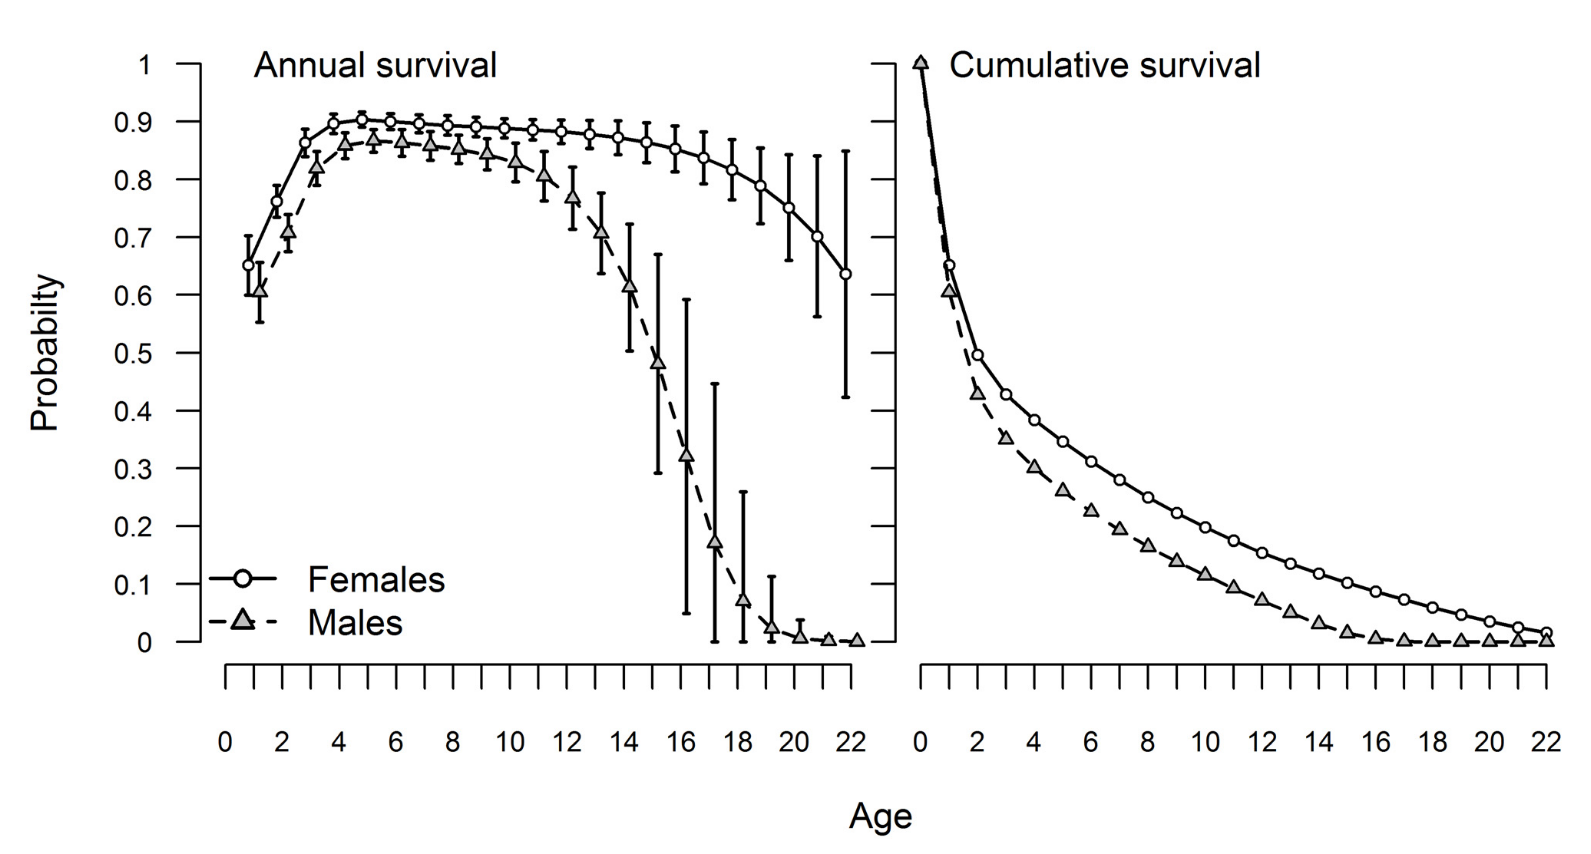 Annual survival
Cumulative survival
1
0.9
0.8
0.7
0.6
0.5
0.4
0.3
0.2
0.1
0
Probabilty
Females
Males
0 2 4 6 8 10 12 14 16 18 20 22
0 2 4 6 8 10 12 14 16 18 20 22
Age